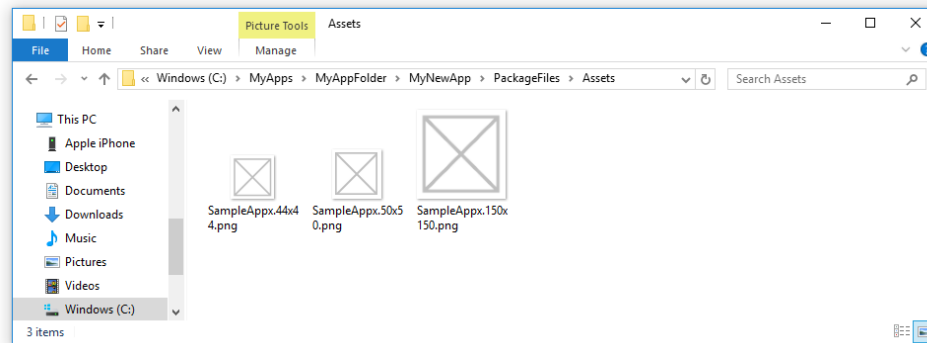 Picture Tools
Assets
File
Home
Share
View
Manage
« Windows (C:) > MyApps > MyAppFolder > MyNewApp > PackageFiles > Assets
Search Assets
This PC
Apple iPhone
Desktop
Documents
Downloads
Music
Pictures
Videos
Windows (C:)
SampleAppx.44x4
4.png
SampleAppx.50x5
0.png
SampleAppx.150x
150.png
3 items